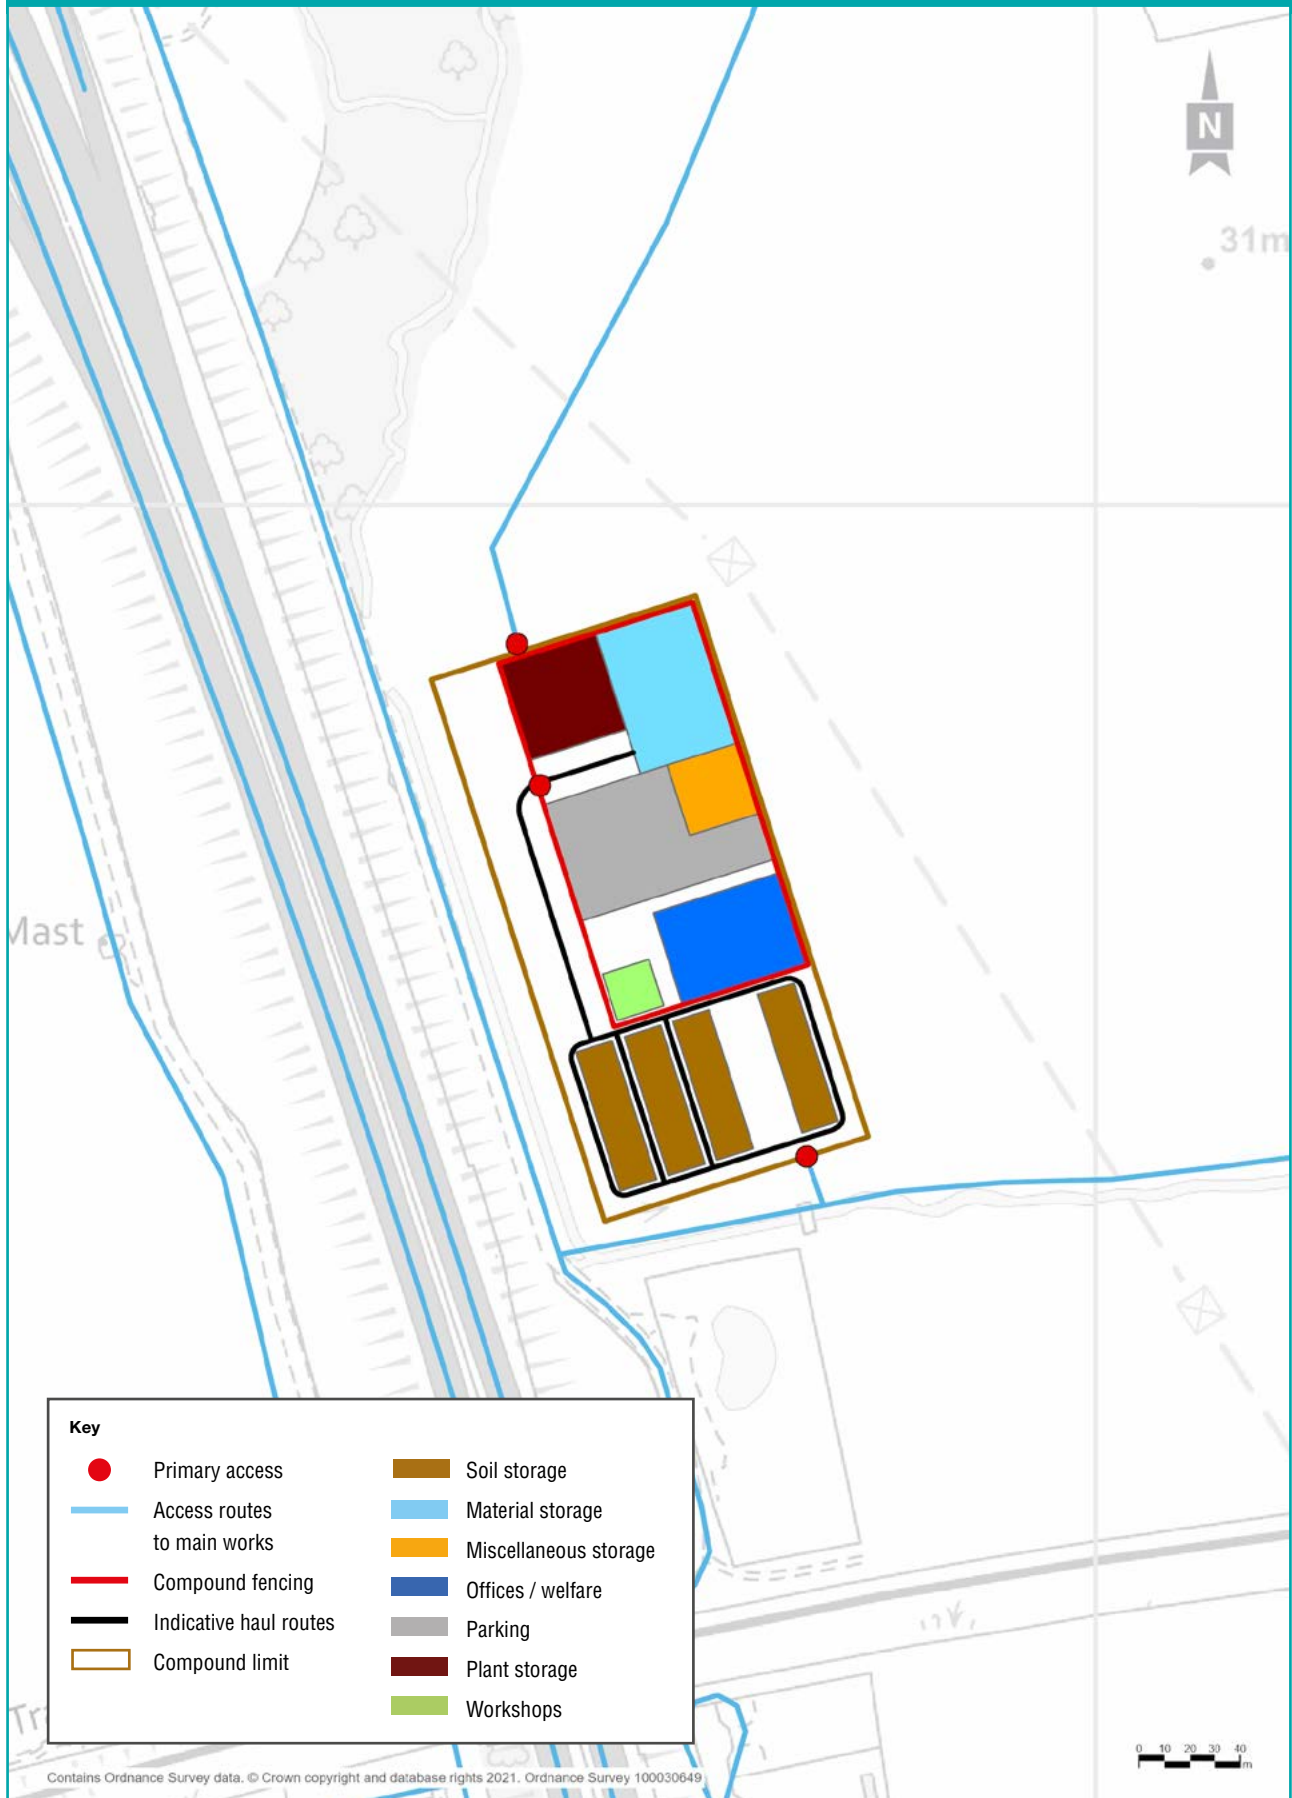 N
31m
Mast
Key
Primary access
Access routes
to main works
Compound fencing
Indicative haul routes
Compound limit
Soil storage
Material storage
Miscellaneous storage
Offices / welfare
Parking
Plant storage
Workshops
0 10 20 30 40
m
Contains Ordnance Survey data. © Crown copyright and database rights 2021. Ordnance Survey 100030649